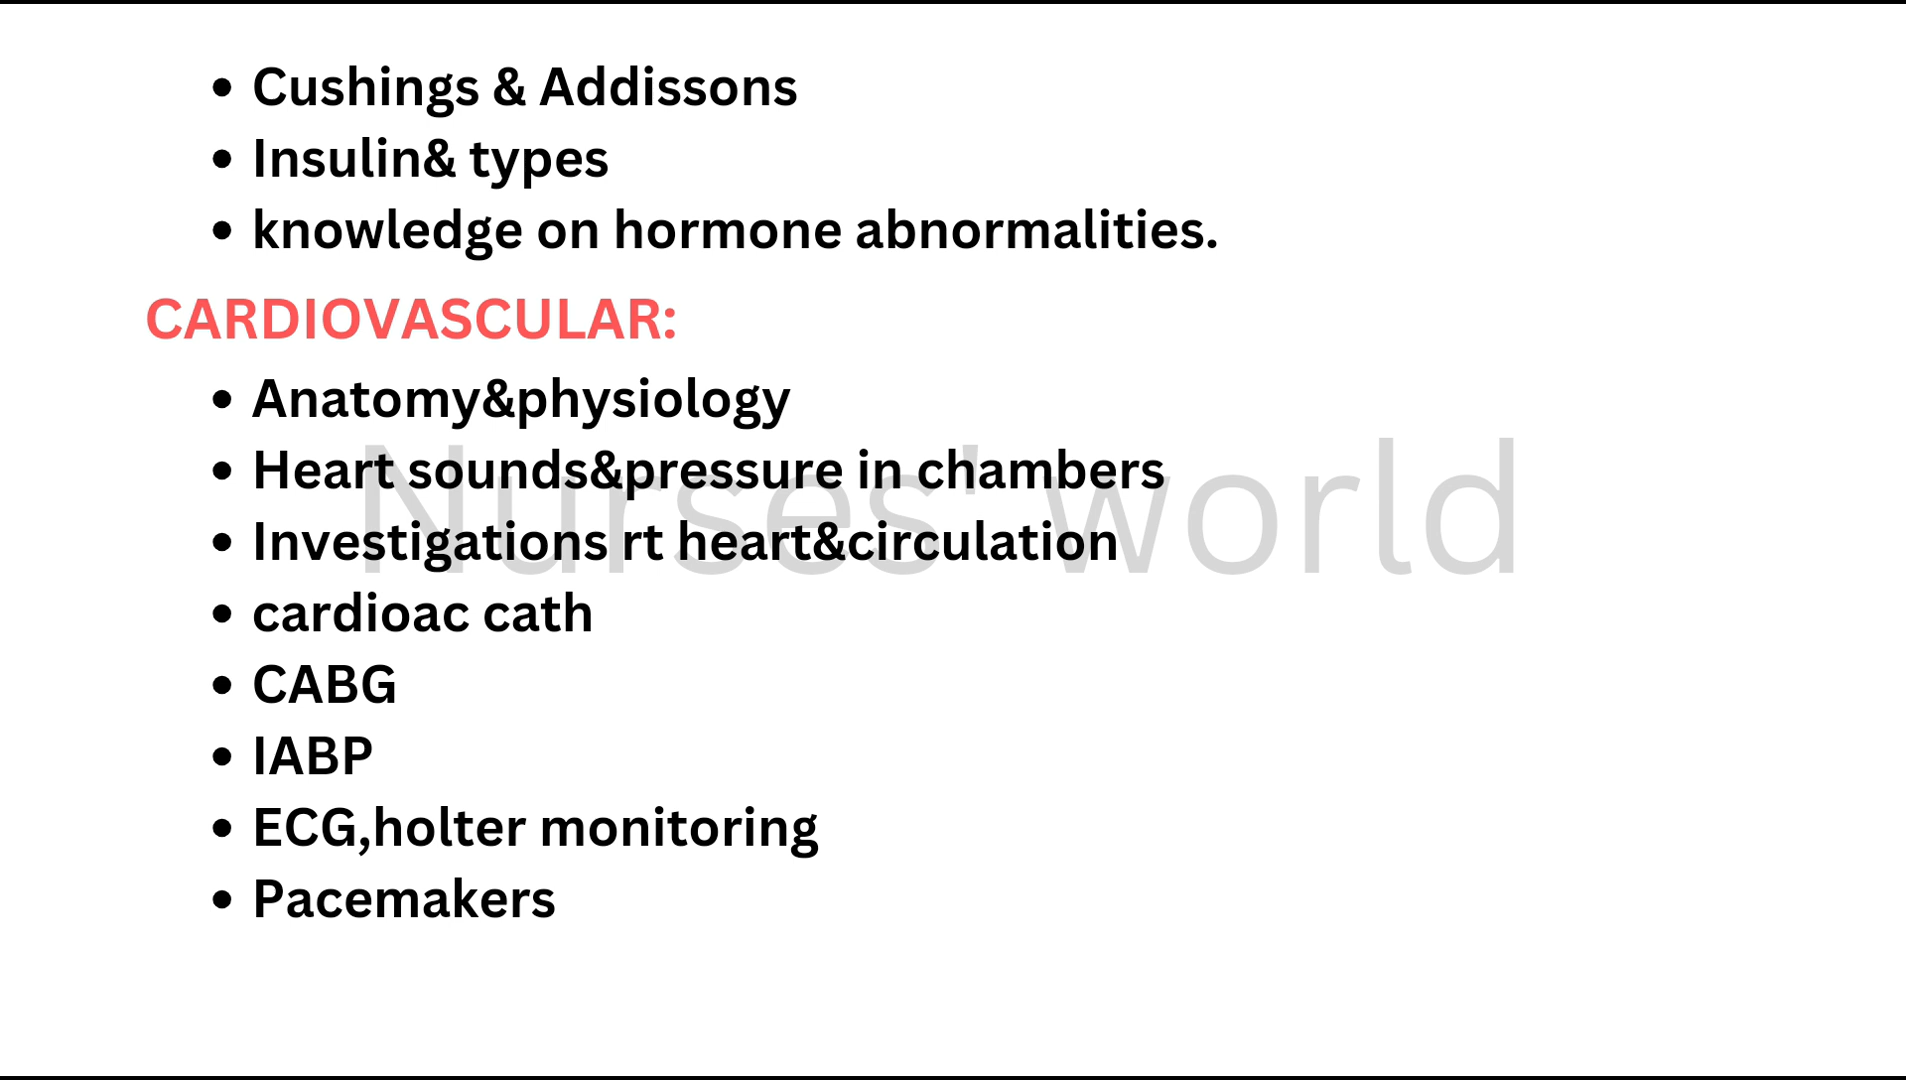 • Cushings & Addissons
• Insulin& types
• knowledge on hormone abnormalities.
CARDIOVASCULAR:
• Anatomy&physiology
• Heart sounds&pressure in chambers
Nurses' world
• Investigations rt heart&circulation
• cardioac cath
• CABG
• IABP
• ECG,holter monitoring
• Pacemakers